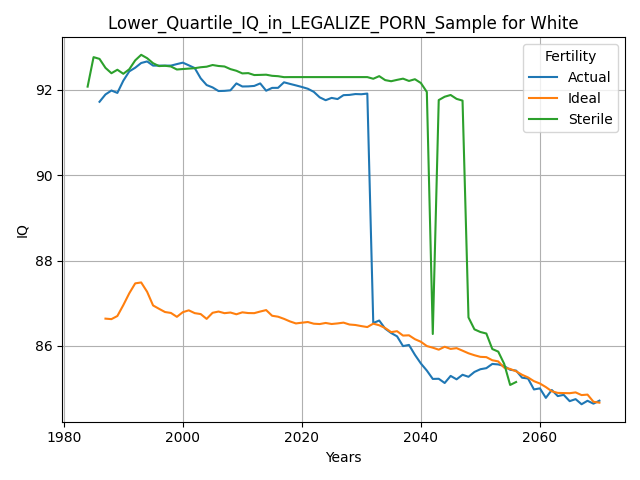 Lower_Quartile_IQ_in_LEGALIZE_PORN_Sample for White
Fertility
Actual
Ideal
Sterile
IQ
92
90
88
86
1980
2000
2020
2040
2060
Years